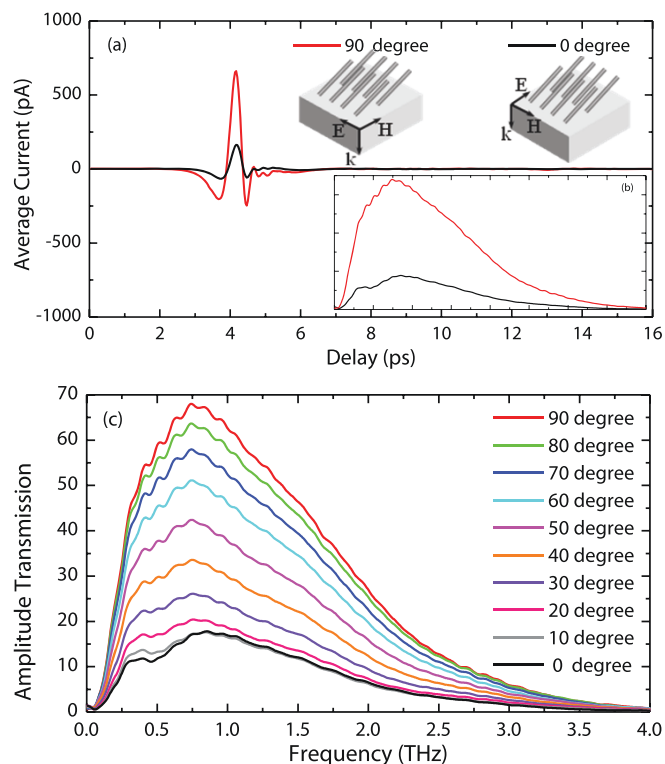 (a)
90 degree
0 degree
E
H
k
E
H
k
(b)
1000
500
0
-500
-1000
Average Current (pA)
0 2 4 6 8 10 12 14 16
Delay (ps)
(c)
90 degree
80 degree
70 degree
60 degree
50 degree
40 degree
30 degree
20 degree
10 degree
0 degree
70
60
50
40
30
20
10
0
Amplitude Transmission
0.0 0.5 1.0 1.5 2.0 2.5 3.0 3.5 4.0
Frequency (THz)